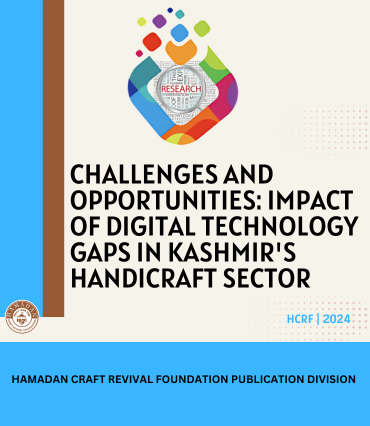 RESEARCH
CHALLENGES AND
OPPORTUNITIES: IMPACT
OF DIGITAL TECHNOLOGY
GAPS IN KASHMIR'S
HANDICRAFT SECTOR
HCRF | 2024
HAMADAN CRAFT REVIVAL FOUNDATION PUBLICATION DIVISION